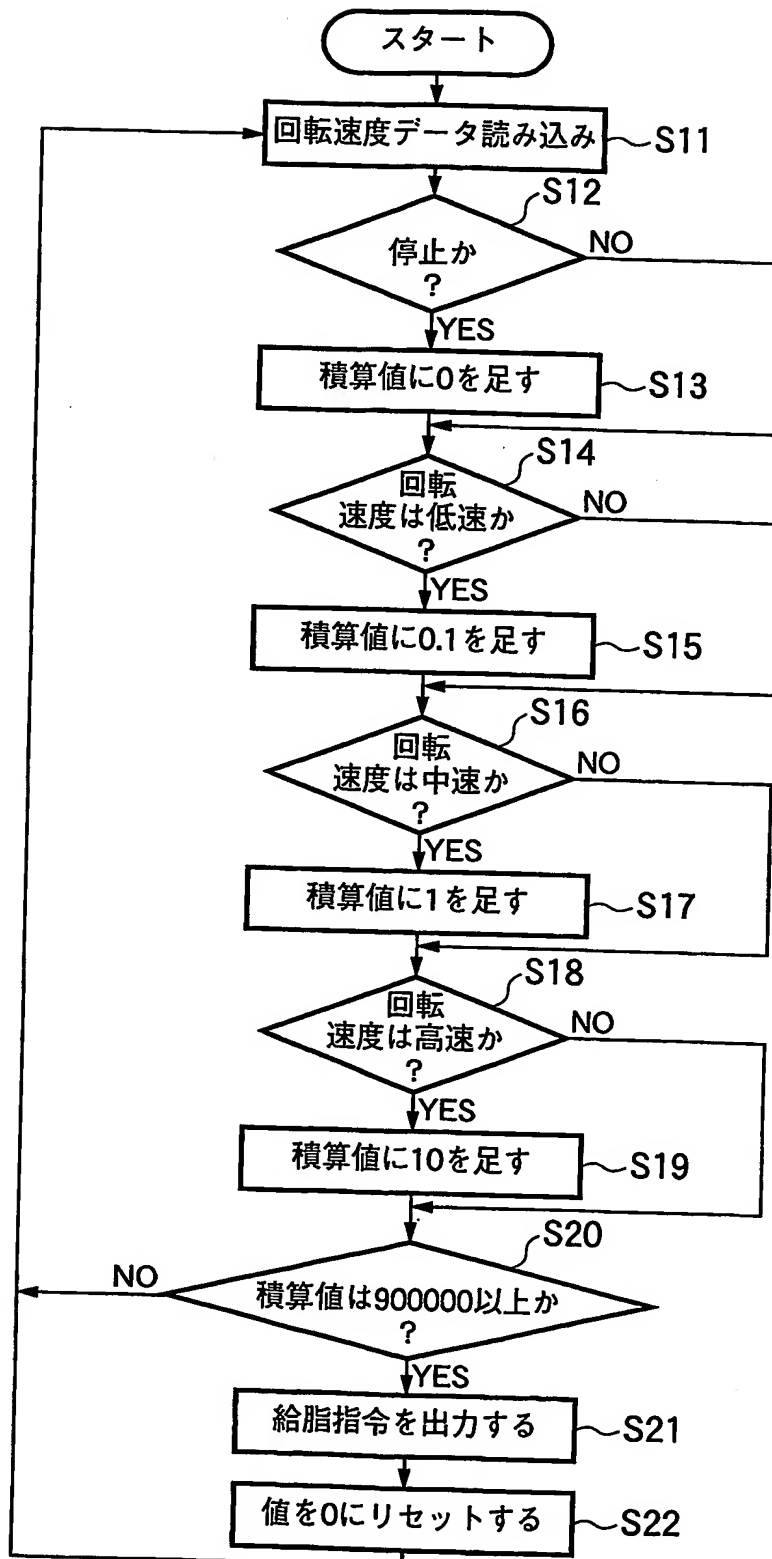 スタート
回転速度データ読み込み
S11
S12
停止か
?
NO
YES
積算値に0を足す
S13
S14
回転
速度は低速か
?
NO
YES
積算値に0.1を足す
S15
S16
回転
速度は中速か
?
NO
YES
積算値に1を足す
S17
S18
回転
速度は高速か
?
NO
YES
積算値に10を足す
S19
S20
NO
積算値は900000以上か
?
YES
給脂指令を出力する
S21
値を0にリセットする
S22